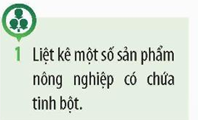 1 Liệt kê một số sản phẩm
nông nghiệp có chứa
tinh bột.